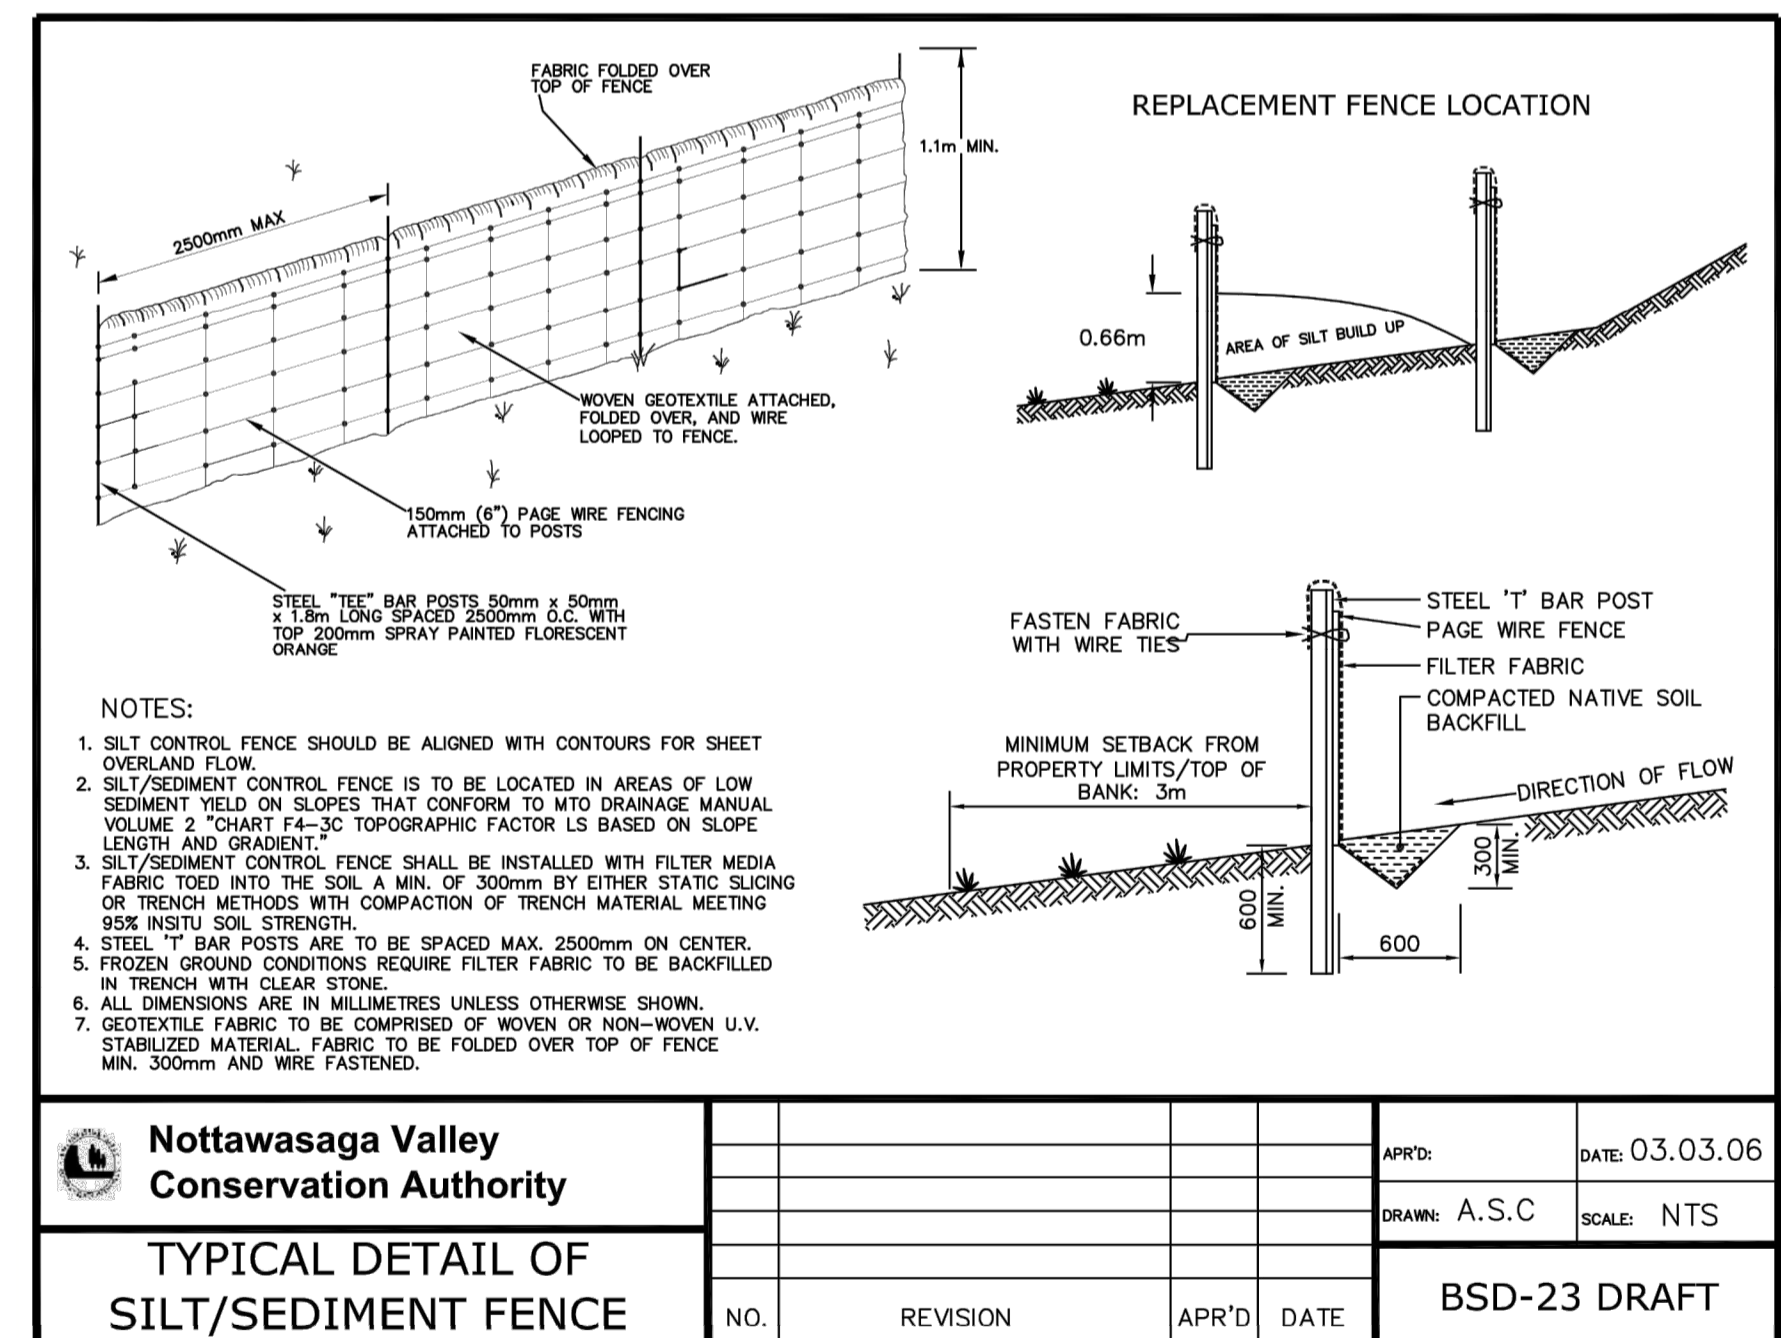 FABRIC FOLDED OVER
TOP OF FENCE
1.1m MIN.
2500mm MAX
WOVEN GEOTEXTILE ATTACHED,
FOLDED OVER, AND WIRE
LOOPED TO FENCE.
150mm (6") PAGE WIRE FENCING
ATTACHED TO POSTS
STEEL "TEE" BAR POSTS 50mm x 50mm
x 1.8m LONG SPACED 2500mm O.C. WITH
TOP 200mm SPRAY PAINTED FLORESCENT
ORANGE
REPLACEMENT FENCE LOCATION
0.66m
AREA OF SILT BUILD UP
FASTEN FABRIC
WITH WIRE TIES
STEEL 'T' BAR POST
PAGE WIRE FENCE
FILTER FABRIC
COMPACTED NATIVE SOIL
BACKFILL
MINIMUM SETBACK FROM
PROPERTY LIMITS/TOP OF
BANK: 3m
DIRECTION OF FLOW
300
MIN.
600
MIN.
600
NOTES:
1. SILT CONTROL FENCE SHOULD BE ALIGNED WITH CONTOURS FOR SHEET
OVERLAND FLOW.
2. SILT/SEDIMENT CONTROL FENCE IS TO BE LOCATED IN AREAS OF LOW
SEDIMENT YIELD ON SLOPES THAT CONFORM TO MTO DRAINAGE MANUAL
VOLUME 2 "CHART F4-3C TOPOGRAPHIC FACTOR LS BASED ON SLOPE
LENGTH AND GRADIENT."
3. SILT/SEDIMENT CONTROL FENCE SHALL BE INSTALLED WITH FILTER MEDIA
FABRIC TOED INTO THE SOIL A MIN. OF 300mm BY EITHER STATIC SLICING
OR TRENCH METHODS WITH COMPACTION OF TRENCH MATERIAL MEETING
95% INSITU SOIL STRENGTH.
4. STEEL 'T' BAR POSTS ARE TO BE SPACED MAX. 2500mm ON CENTER.
5. FROZEN GROUND CONDITIONS REQUIRE FILTER FABRIC TO BE BACKFILLED
IN TRENCH WITH CLEAR STONE.
6. ALL DIMENSIONS ARE IN MILLIMETRES UNLESS OTHERWISE SHOWN.
7. GEOTEXTILE FABRIC TO BE COMPRISED OF WOVEN OR NON-WOVEN U.V.
STABILIZED MATERIAL. FABRIC TO BE FOLDED OVER TOP OF FENCE
MIN. 300mm AND WIRE FASTENED.
Nottawasaga Valley
Conservation Authority
TYPICAL DETAIL OF
SILT/SEDIMENT FENCE
NO. REVISION APR'D DATE
APR'D: DATE: 03.03.06
DRAWN: A.S.C SCALE: NTS
BSD-23 DRAFT